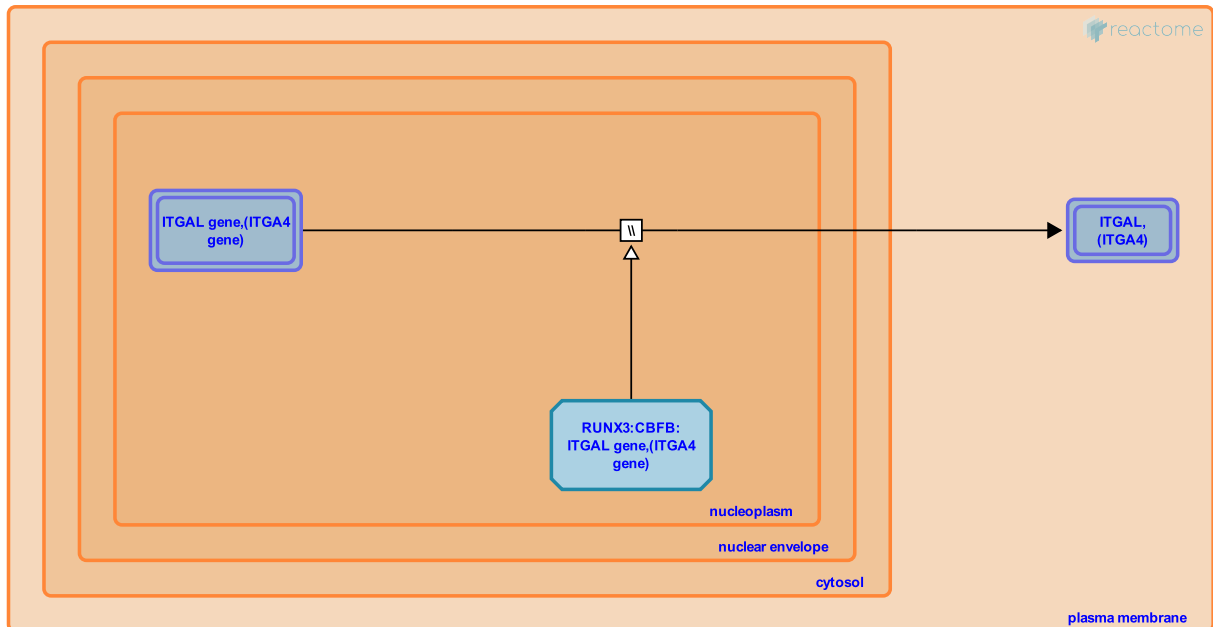 reactome
ITGAL gene,(ITGA4
gene)
\\
ITGAL,
(ITGA4)
RUNX3:CBFB:
ITGAL gene,(ITGA4
gene)
nucleoplasm
nuclear envelope
cytosol
plasma membrane